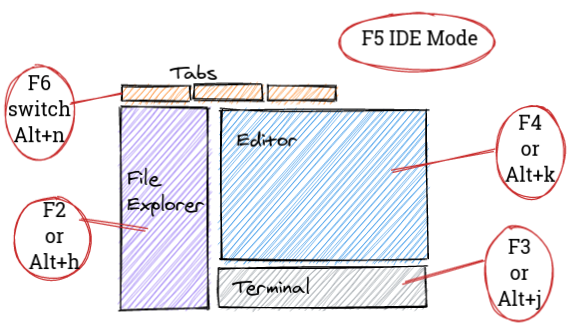 F5 IDE Mode
Tabs
F6
switch
Alt+n
Editor
F4
or
Alt+k
File
Explorer
F2
or
Alt+h
Terminal
F3
or
Alt+j